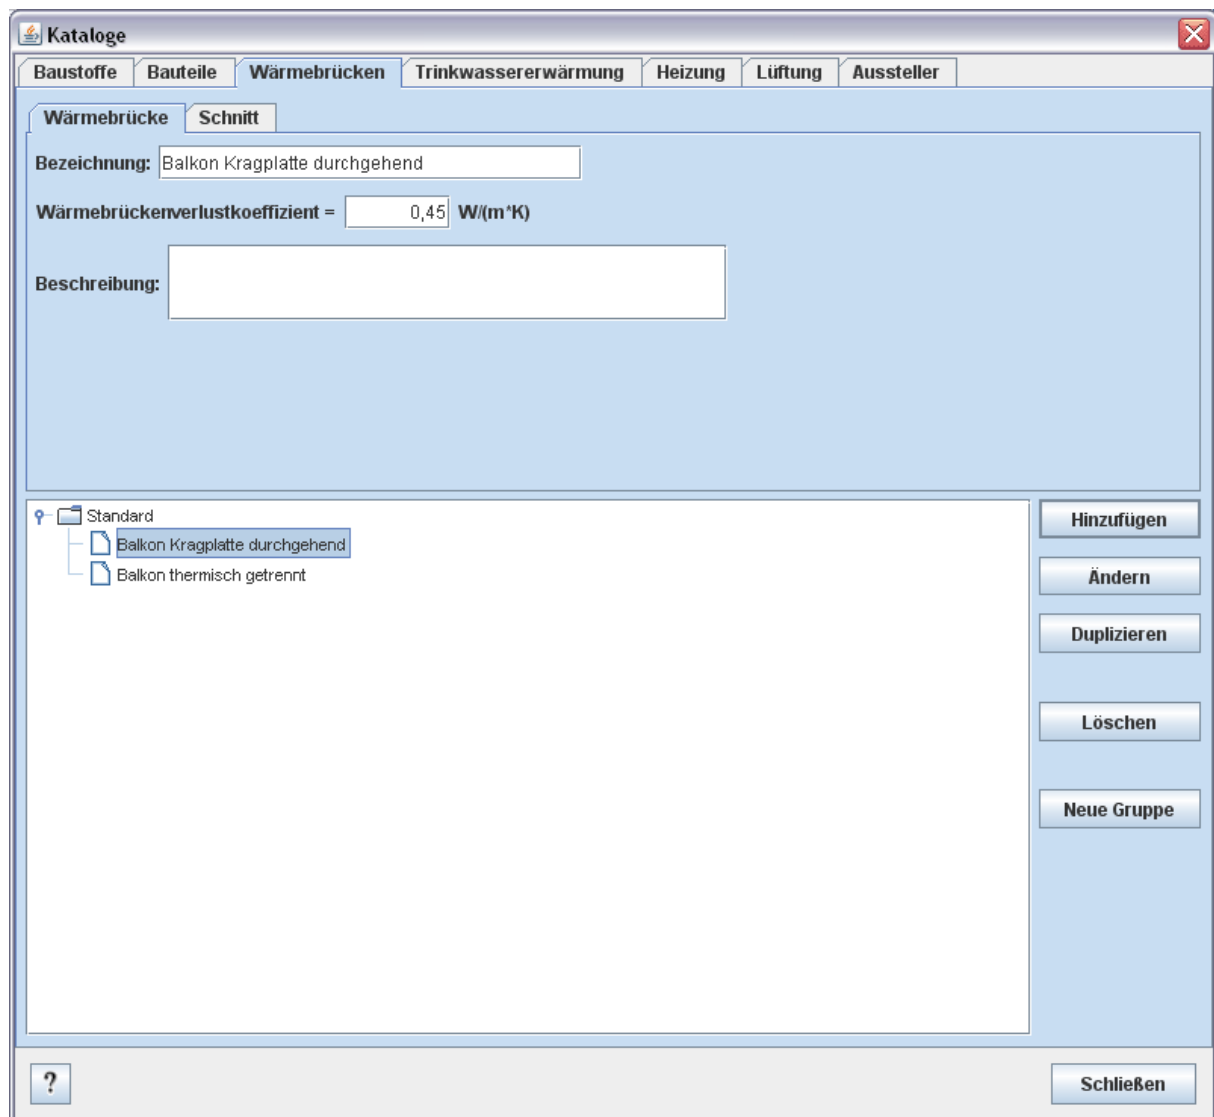 Kataloge
Baustoffe Bauteile Wärmebrücken Trinkwassererwärmung Heizung Lüftung Aussteller
Wärmebrücke Schnitt
Bezeichnung: Balkon Kragplatte durchgehend
Wärmebrückenverlustkoeffizient = 0,45 W/(m*K)
Beschreibung:
Standard
Balkon Kragplatte durchgehend
Balkon thermisch getrennt
Hinzufügen
Ändern
Duplizieren
Löschen
Neue Gruppe
? Schließen